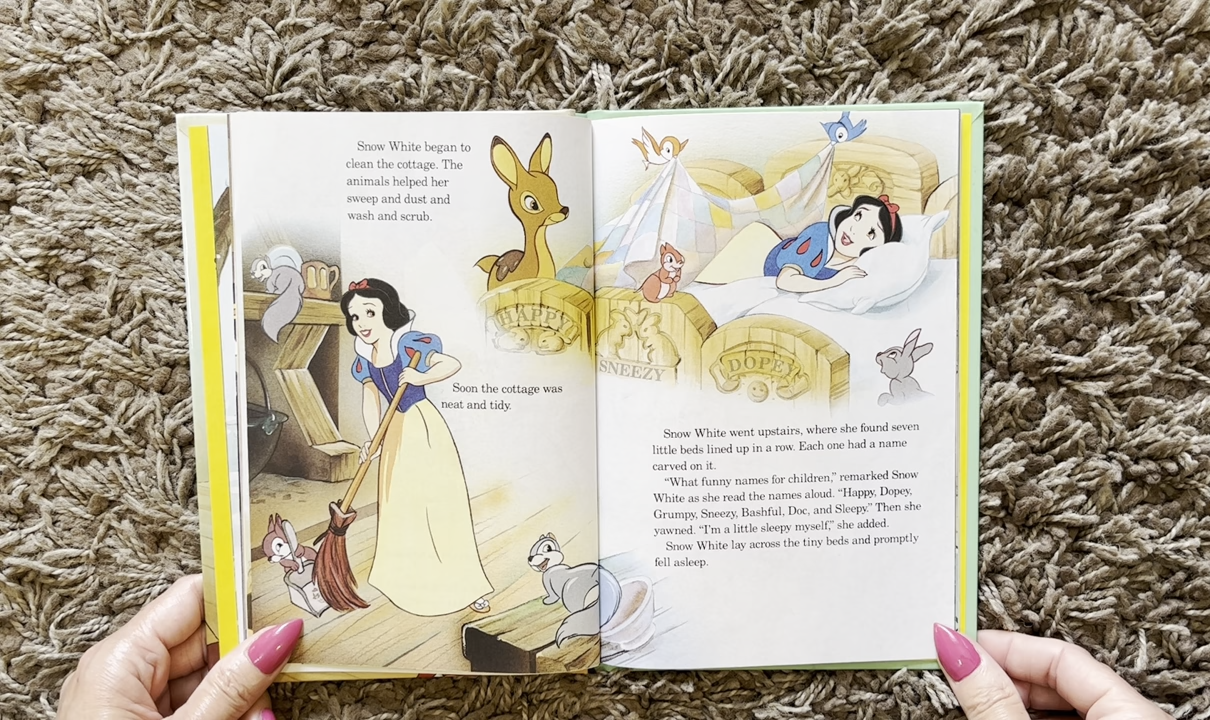 Snow White began to
clean the cottage. The
animals helped her
sweep and dust and
wash and scrub.
HAPPY
Soon the cottage was
neat and tidy.
SNEEZY
DOPEY
Snow White went upstairs, where she found seven
little beds lined up in a row. Each one had a name
carved on it.
“What funny names for children,” remarked Snow
White as she read the names aloud. “Happy, Dopey,
Grumpy, Sneezy, Bashful, Doc, and Sleepy.” Then she
yawned. “I’m a little sleepy myself,” she added.
Snow White lay across the tiny beds and promptly
fell asleep.